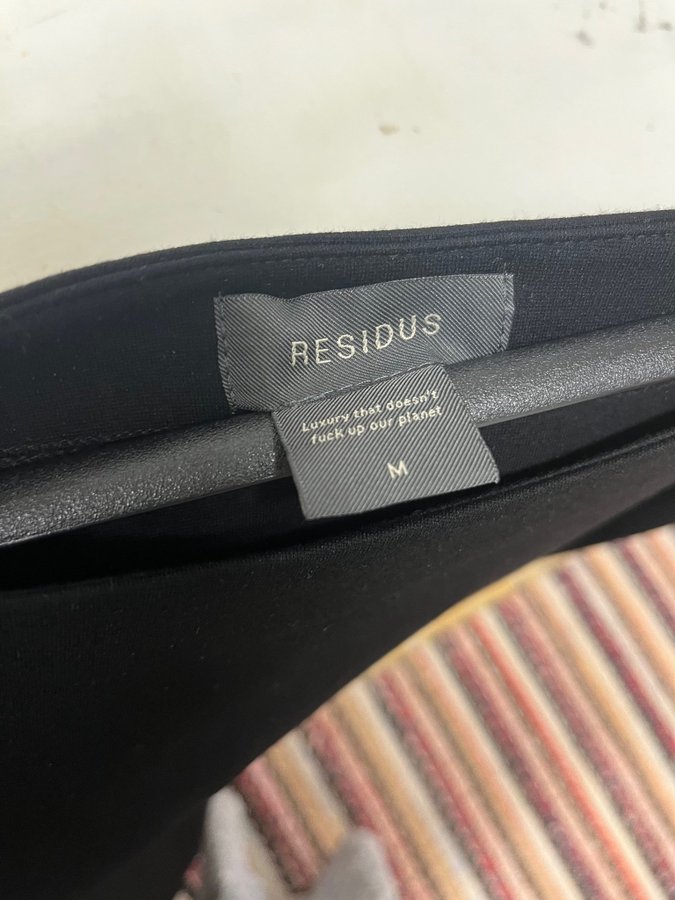 RESIDUS
Luxury that doesn't
fuck up our planet
M